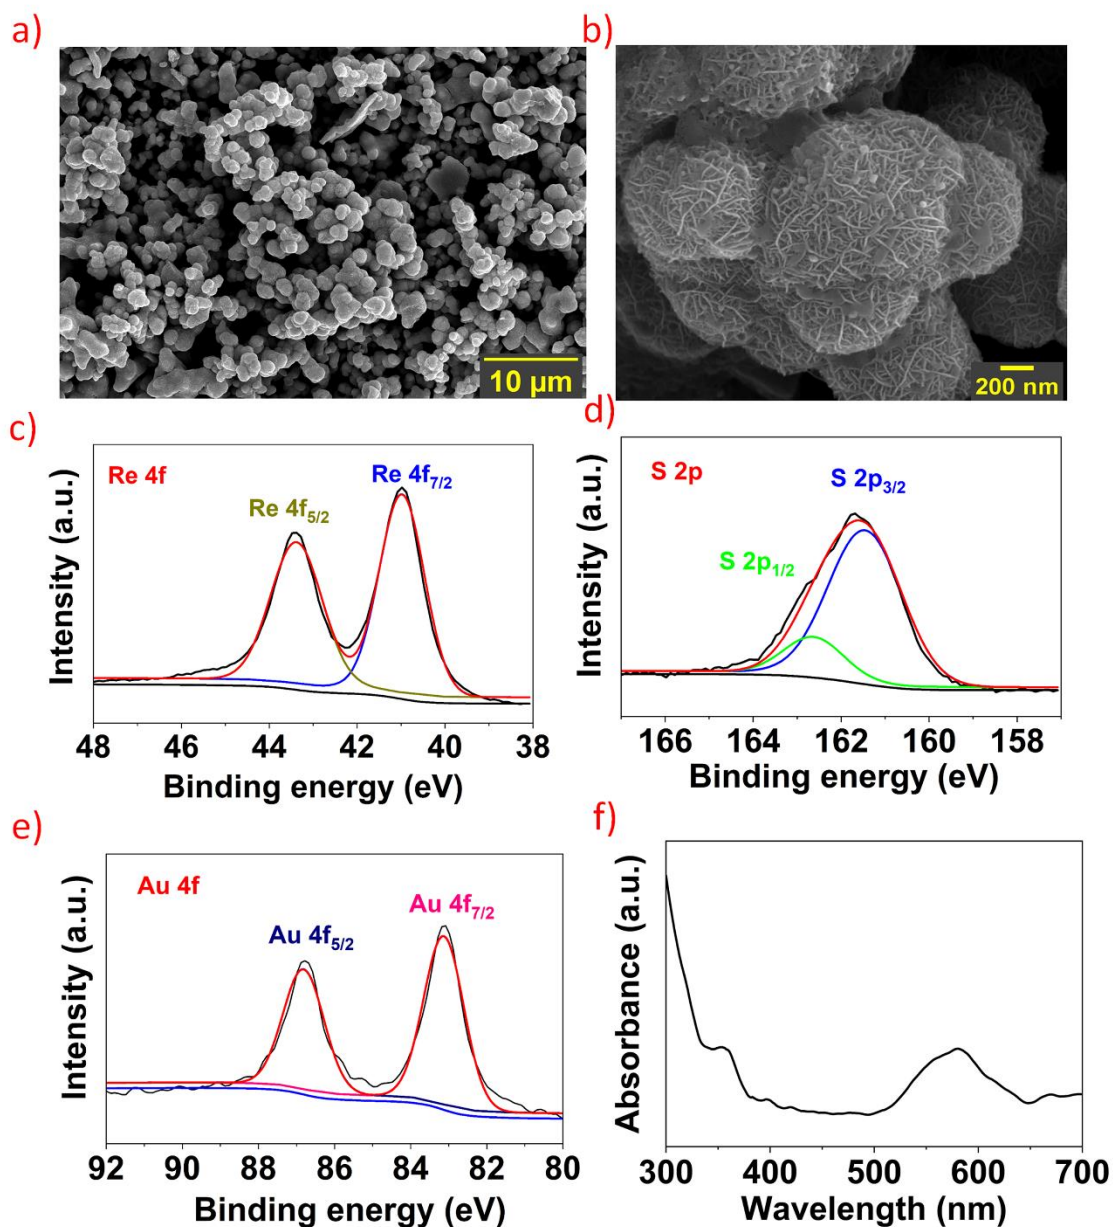 a)
b)
10 µm
200 nm
c)
d)
Re 4f
Re 4f7/2
Re 4f5/2
Intensity (a.u.)
48 46 44 42 40 38
Binding energy (eV)
S 2p
S 2p3/2
S 2p1/2
Intensity (a.u.)
166 164 162 160 158
Binding energy (eV)
e)
f)
Au 4f
Au 4f7/2
Au 4f5/2
Intensity (a.u.)
92 90 88 86 84 82 80
Binding energy (eV)
Absorbance (a.u.)
300 400 500 600 700
Wavelength (nm)